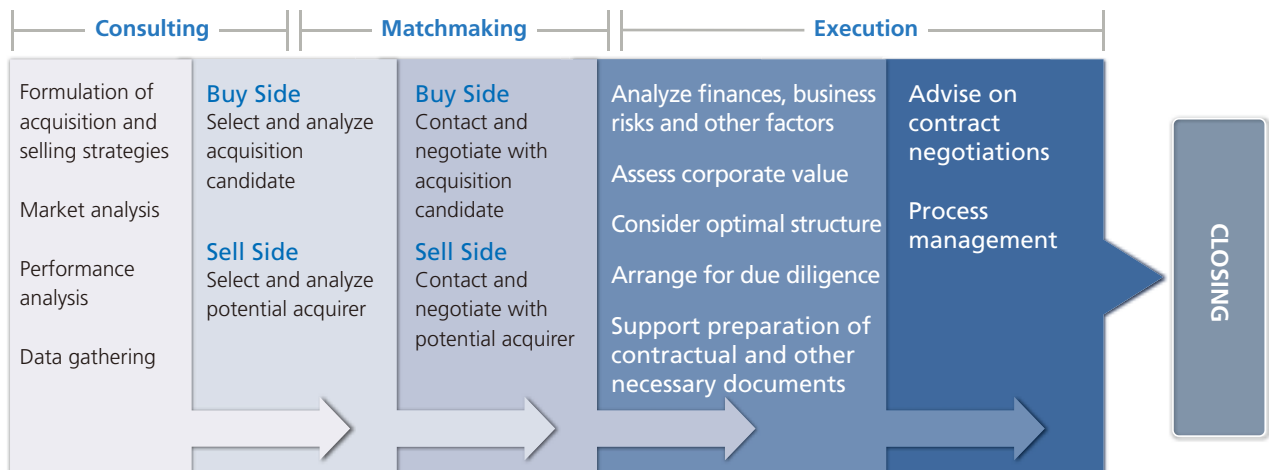 Consulting
Matchmaking
Execution
Formulation of
acquisition and
selling strategies
Market analysis
Performance
analysis
Data gathering
Buy Side
Select and analyze
acquisition
candidate
Sell Side
Select and analyze
potential acquirer
Buy Side
Contact and
negotiate with
acquisition
candidate
Sell Side
Contact and
negotiate with
potential acquirer
Analyze finances, business
risks and other factors
Assess corporate value
Consider optimal structure
Arrange for due diligence
Support preparation of
contractual and other
necessary documents
Advise on
contract
negotiations
Process
management
CLOSING